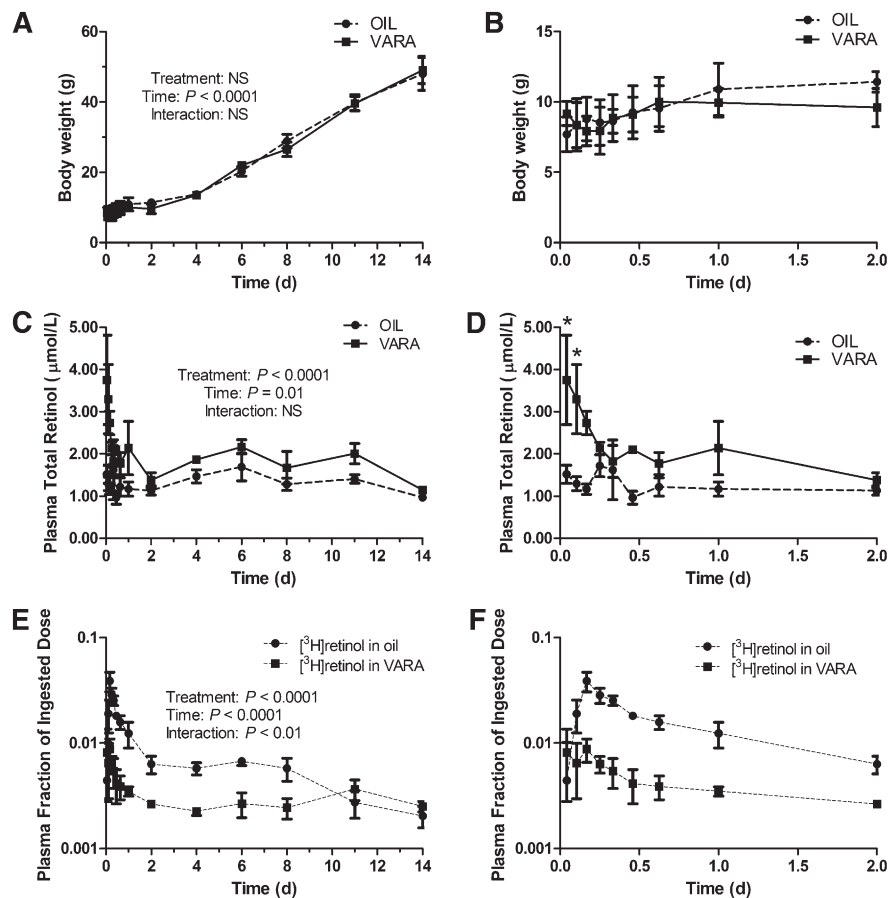 A
OIL
VARA
Treatment: NS
Time: P < 0.0001
Interaction: NS
Body weight (g)
60
40
20
0
0 2 4 6 8 10 12 14
Time (d)
B
OIL
VARA
Body weight (g)
15
10
5
0
0.0 0.5 1.0 1.5 2.0
Time (d)
C
OIL
VARA
Treatment: P < 0.0001
Time: P = 0.01
Interaction: NS
Plasma Total Retinol ( μmol/L)
5.00
4.00
3.00
2.00
1.00
0.00
0 2 4 6 8 10 12 14
Time (d)
D
* *
OIL
VARA
Plasma Total Retinol ( μmol/L)
5.00
4.00
3.00
2.00
1.00
0.00
0.0 0.5 1.0 1.5 2.0
Time (d)
E
[³H]retinol in oil
[³H]retinol in VARA
Treatment: P < 0.0001
Time: P < 0.0001
Interaction: P < 0.01
Plasma Fraction of Ingested Dose
0.1
0.01
0.001
0 2 4 6 8 10 12 14
Time (d)
F
[³H]retinol in oil
[³H]retinol in VARA
Plasma Fraction of Ingested Dose
0.1
0.01
0.001
0.0 0.5 1.0 1.5 2.0
Time (d)